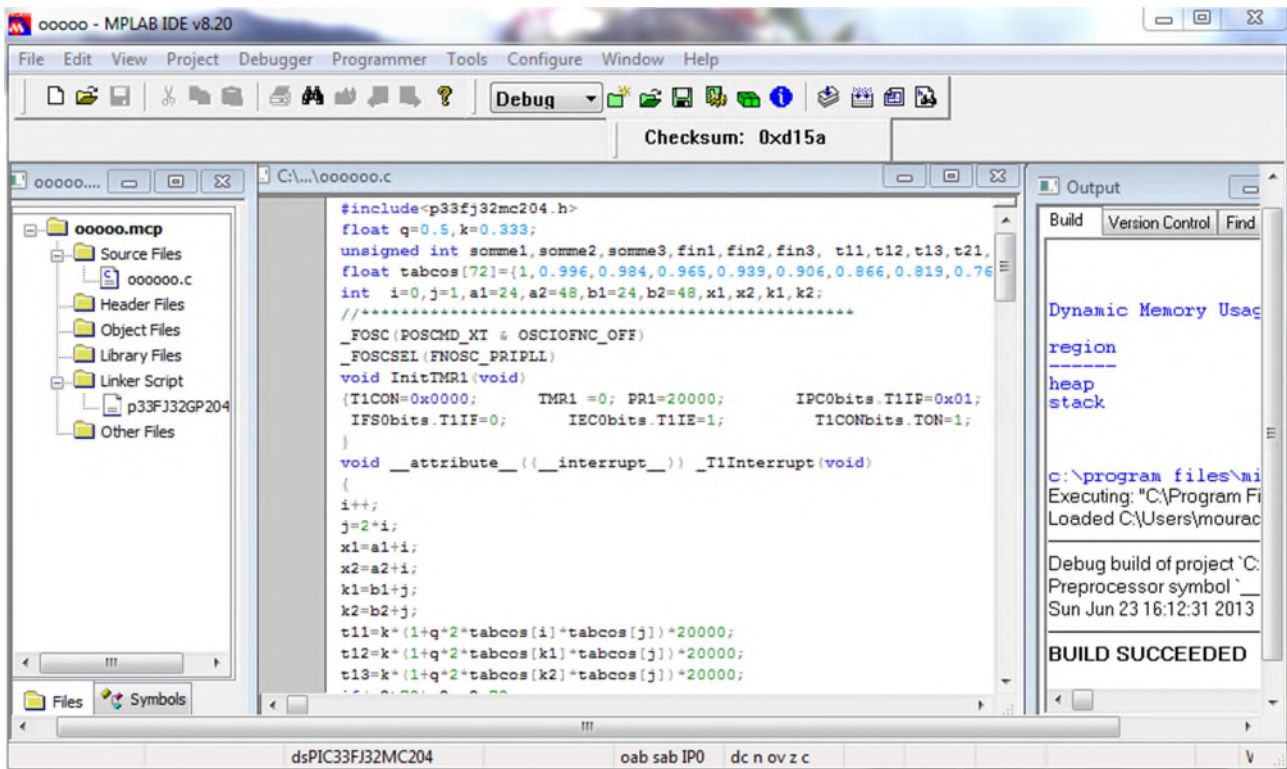 ooooo - MPLAB IDE v8.20
File Edit View Project Debugger Programmer Tools Configure Window Help
Debug
Checksum: 0xd15a
ooooo....
ooooo.mcp
Source Files
oooooo.c
Header Files
Object Files
Library Files
Linker Script
p33FJ32GP204
Other Files
Files Symbols
C:\...\oooooo.c
#include<p33fj32mc204.h>
float q=0.5,k=0.333;
unsigned int somme1,somme2,somme3,fin1,fin2,fin3, t11,t12,t13,t21,
float tabcos[72]={1,0.996,0.984,0.965,0.939,0.906,0.866,0.819,0.76
int i=0,j=1,a1=24,a2=48,b1=24,b2=48,x1,x2,k1,k2;
//****************************************************
_FOSC(POSCMD_XT & OSCIOFNC_OFF)
_FOSCSEL(FNOSC_PRIPLL)
void InitTMR1(void)
{T1CON=0x0000; TMR1 =0; PR1=20000; IPC0bits.T1IP=0x01;
IFS0bits.T1IF=0; IEC0bits.T1IE=1; T1CONbits.TON=1;
}
void __attribute__((__interrupt__)) _T1Interrupt(void)
{
i++;
j=2*i;
x1=a1+i;
x2=a2+i;
k1=b1+j;
k2=b2+j;
t11=k*(1+q*2*tabcos[i]*tabcos[j])*20000;
t12=k*(1+q*2*tabcos[k1]*tabcos[j])*20000;
t13=k*(1+q*2*tabcos[k2]*tabcos[j])*20000;
Output
Build Version Control Find
Dynamic Memory Usag
region
------
heap
stack
c:\program files\mi
Executing: "C:\Program Fi
Loaded C:\Users\mourac
Debug build of project `C:
Preprocessor symbol `__
Sun Jun 23 16:12:31 2013
BUILD SUCCEEDED
dsPIC33FJ32MC204 oab sab IP0 dc n ov z c